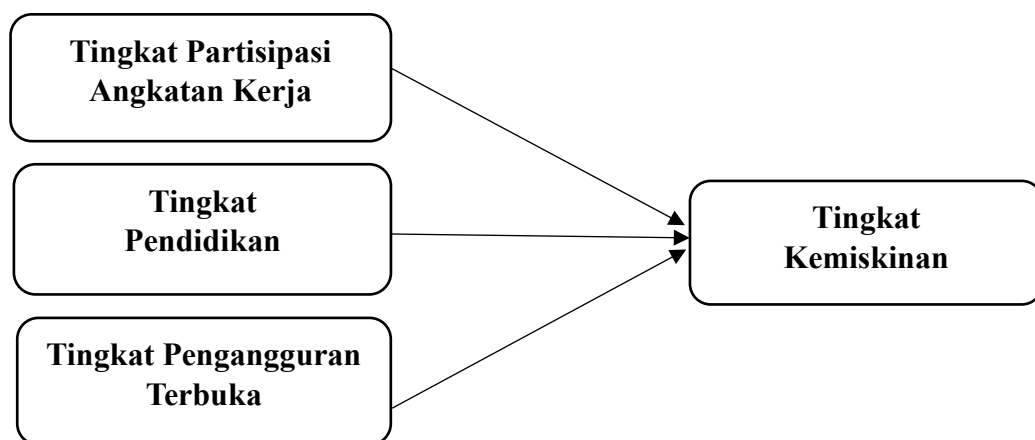 Tingkat Partisipasi
Angkatan Kerja
Tingkat
Pendidikan
Tingkat Pengangguran
Terbuka
Tingkat
Kemiskinan